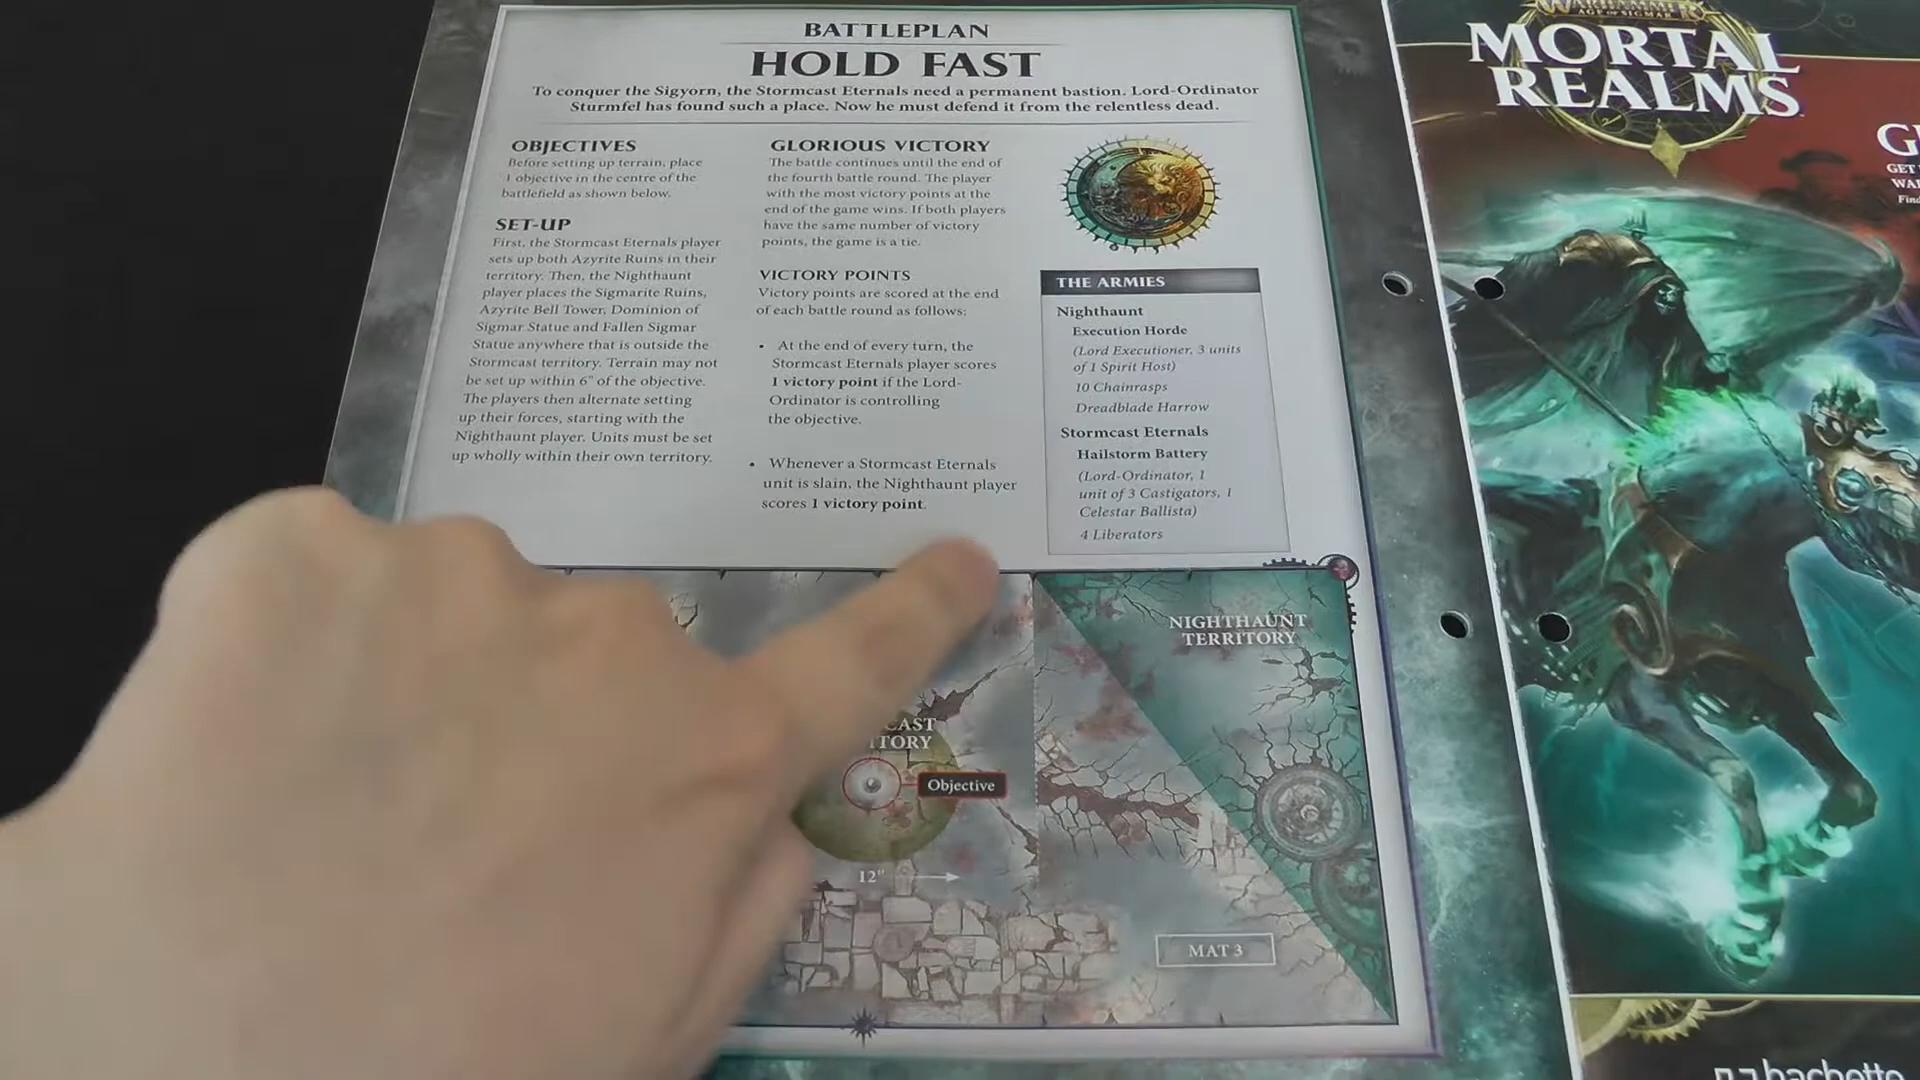 BATTLEPLAN
HOLD FAST
To conquer the Sigyorn, the Stormcast Eternals need a permanent bastion. Lord-Ordinator
Sturmfel has found such a place. Now he must defend it from the relentless dead.
OBJECTIVES
Before setting up terrain, place
1 objective in the centre of the
battlefield as shown below.
SET-UP
First, the Stormcast Eternals player
sets up both Azyrite Ruins in their
territory. Then, the Nighthaunt
player places the Sigmarite Ruins,
Azyrite Bell Tower, Dominion of
Sigmar Statue and Fallen Sigmar
Statue anywhere that is outside the
Stormcast territory. Terrain may not
be set up within 6" of the objective.
The players then alternate setting
up their forces, starting with the
Nighthaunt player. Units must be set
up wholly within their own territory.
GLORIOUS VICTORY
The battle continues until the end of
the fourth battle round. The player
with the most victory points at the
end of the game wins. If both players
have the same number of victory
points, the game is a tie.
VICTORY POINTS
Victory points are scored at the end
of each battle round as follows:
• At the end of every turn, the
Stormcast Eternals player scores
1 victory point if the Lord-
Ordinator is controlling
the objective.
• Whenever a Stormcast Eternals
unit is slain, the Nighthaunt player
scores 1 victory point.
THE ARMIES
Nighthaunt
Execution Horde
(Lord Executioner, 3 units
of 1 Spirit Host)
10 Chainrasps
Dreadblade Harrow
Stormcast Eternals
Hailstorm Battery
(Lord-Ordinator, 1
unit of 3 Castigators, 1
Celestar Ballista)
4 Liberators
NIGHTHAUNT
TERRITORY
CAST
ITORY
Objective
12"
MAT 3
WARHAMMER
AGE OF SIGMAR
MORTAL
REALMS
GET
hachette